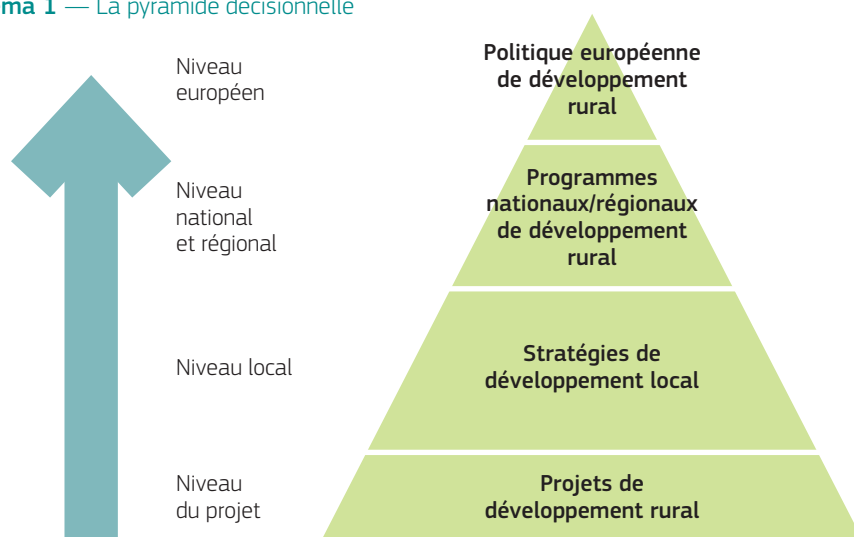 ma 1 — La pyramide décisionnelle
Niveau
européen
Politique européenne
de développement
rural
Niveau
national
et régional
Programmes
nationaux/régionaux
de développement
rural
Niveau local
Stratégies de
développement local
Niveau
du projet
Projets de
développement rural